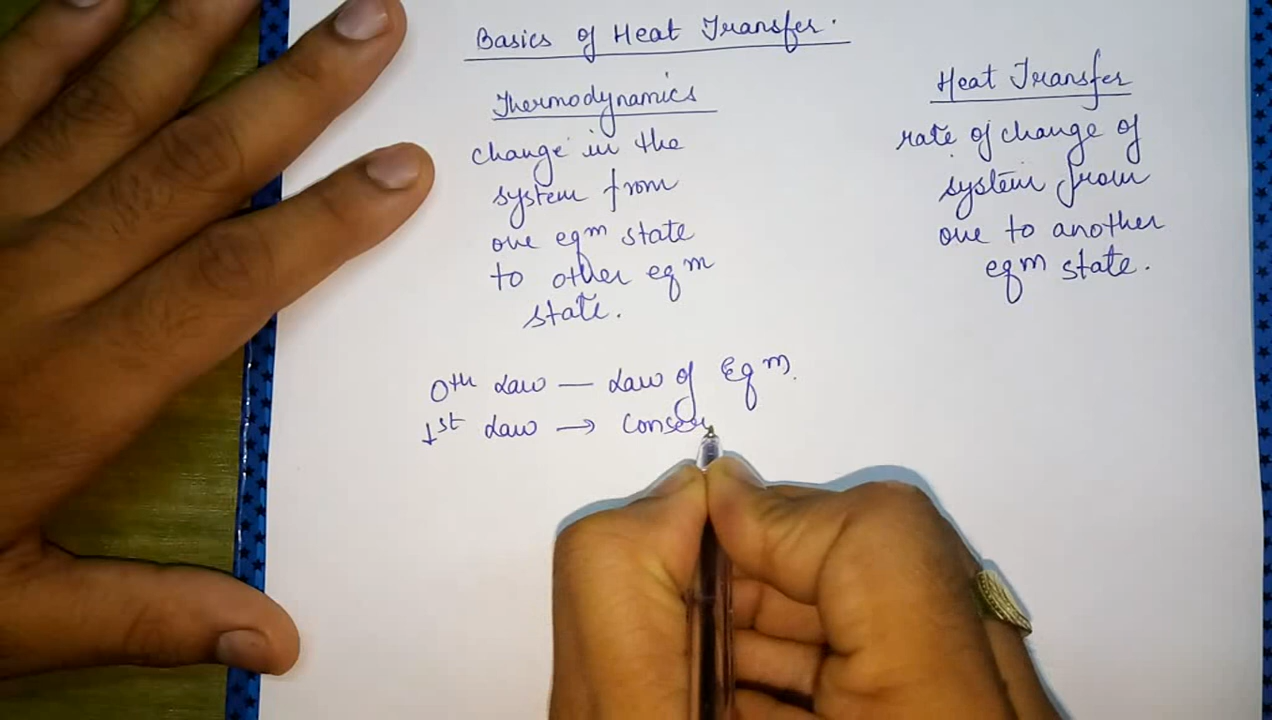 Basics of Heat Transfer.
Thermodynamics
change in the
system from
one eqm state
to other eqm
state.
Heat Transfer
rate of change of
system from
one to another
eqm state.
0th Law — Law of Eqm.
1st Law → Conser